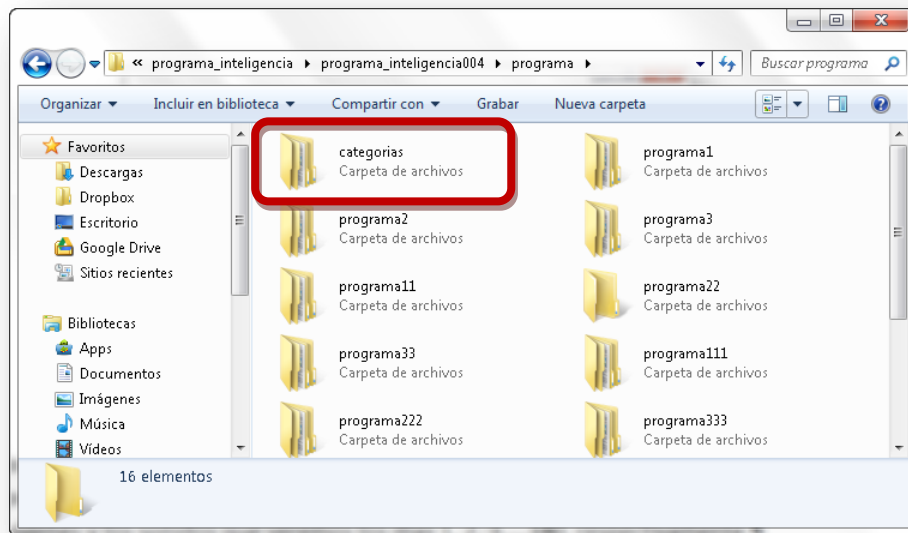 « programa_inteligencia ▸ programa_inteligencia004 ▸ programa ▸
Buscar programa
Organizar
Incluir en biblioteca
Compartir con
Grabar
Nueva carpeta
Favoritos
Descargas
Dropbox
Escritorio
Google Drive
Sitios recientes
Bibliotecas
Apps
Documentos
Imágenes
Música
Vídeos
categorias
Carpeta de archivos
programa1
Carpeta de archivos
programa2
Carpeta de archivos
programa3
Carpeta de archivos
programa11
Carpeta de archivos
programa22
Carpeta de archivos
programa33
Carpeta de archivos
programa111
Carpeta de archivos
programa222
Carpeta de archivos
programa333
Carpeta de archivos
16 elementos